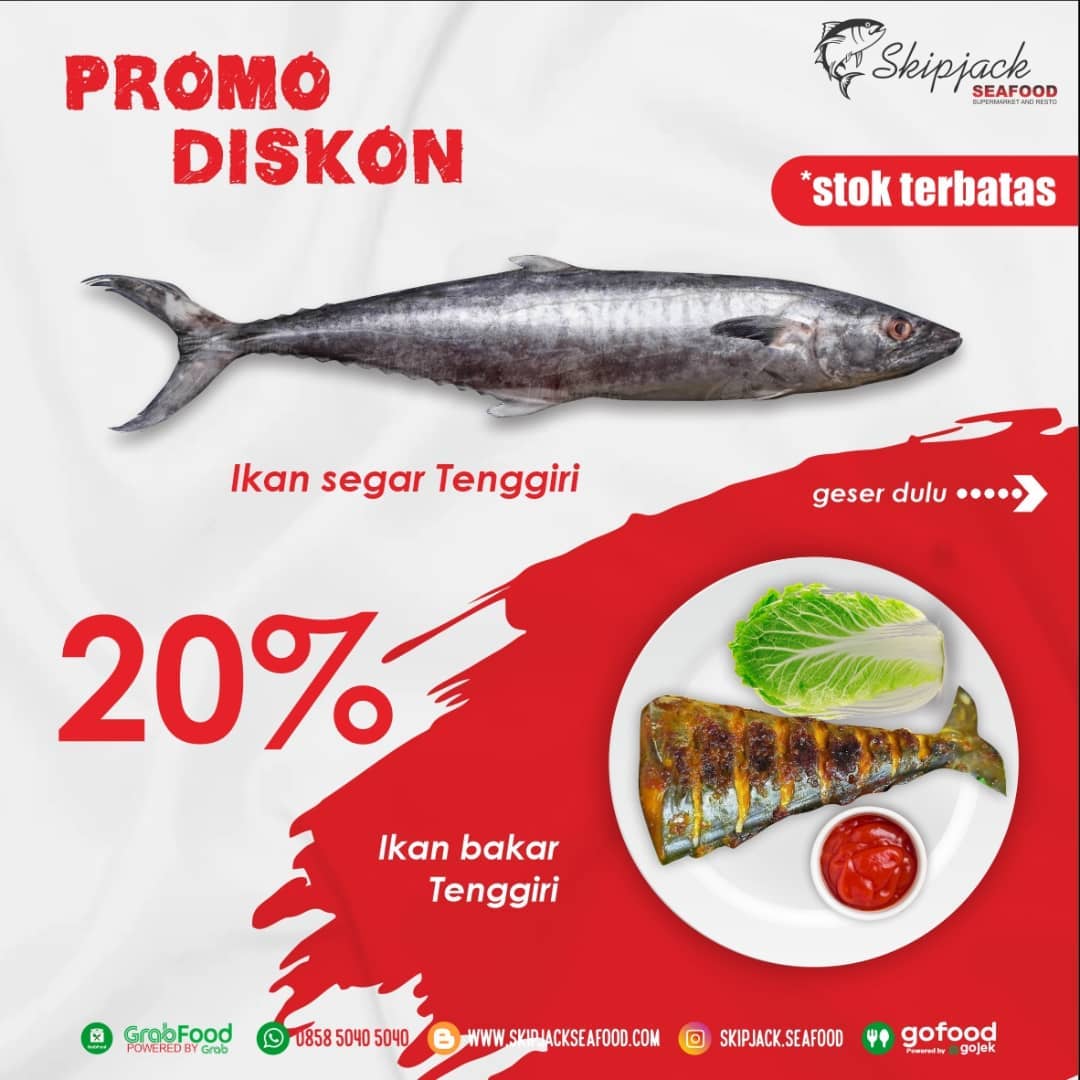 PROMO
DISKON
Skipjack
SEAFOOD
SUPERMARKET AND RESTO
*stok terbatas
Ikan segar Tenggiri
geser dulu
20%
Ikan bakar
Tenggiri
GrabFood
GrabFood
POWERED BY Grab
0858 5040 5040
WWW.SKIPJACKSEAFOOD.COM
SKIPJACK.SEAFOOD
gofood
Powered by gojek